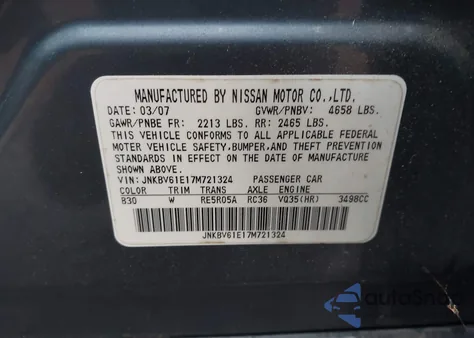 MANUFACTURED BY NISSAN MOTOR CO.,LTD.
DATE: 03/07 GVWR/PNBV: 4658 LBS.
GAWR/PNBE FR: 2213 LBS. RR: 2465 LBS.
THIS VEHICLE CONFORMS TO ALL APPLICABLE FEDERAL
MOTOR VEHICLE SAFETY,BUMPER,AND THEFT PREVENTION
STANDARDS IN EFFECT ON THE DATE OF MANUFACTURE
SHOWN ABOVE.
VIN: JNKBV61E17M721324 PASSENGER CAR
COLOR TRIM TRANS AXLE ENGINE
B30 W RE5R05A RC36 VQ35(HR) 3498CC
JNKBV61E17M721324
autoSnap